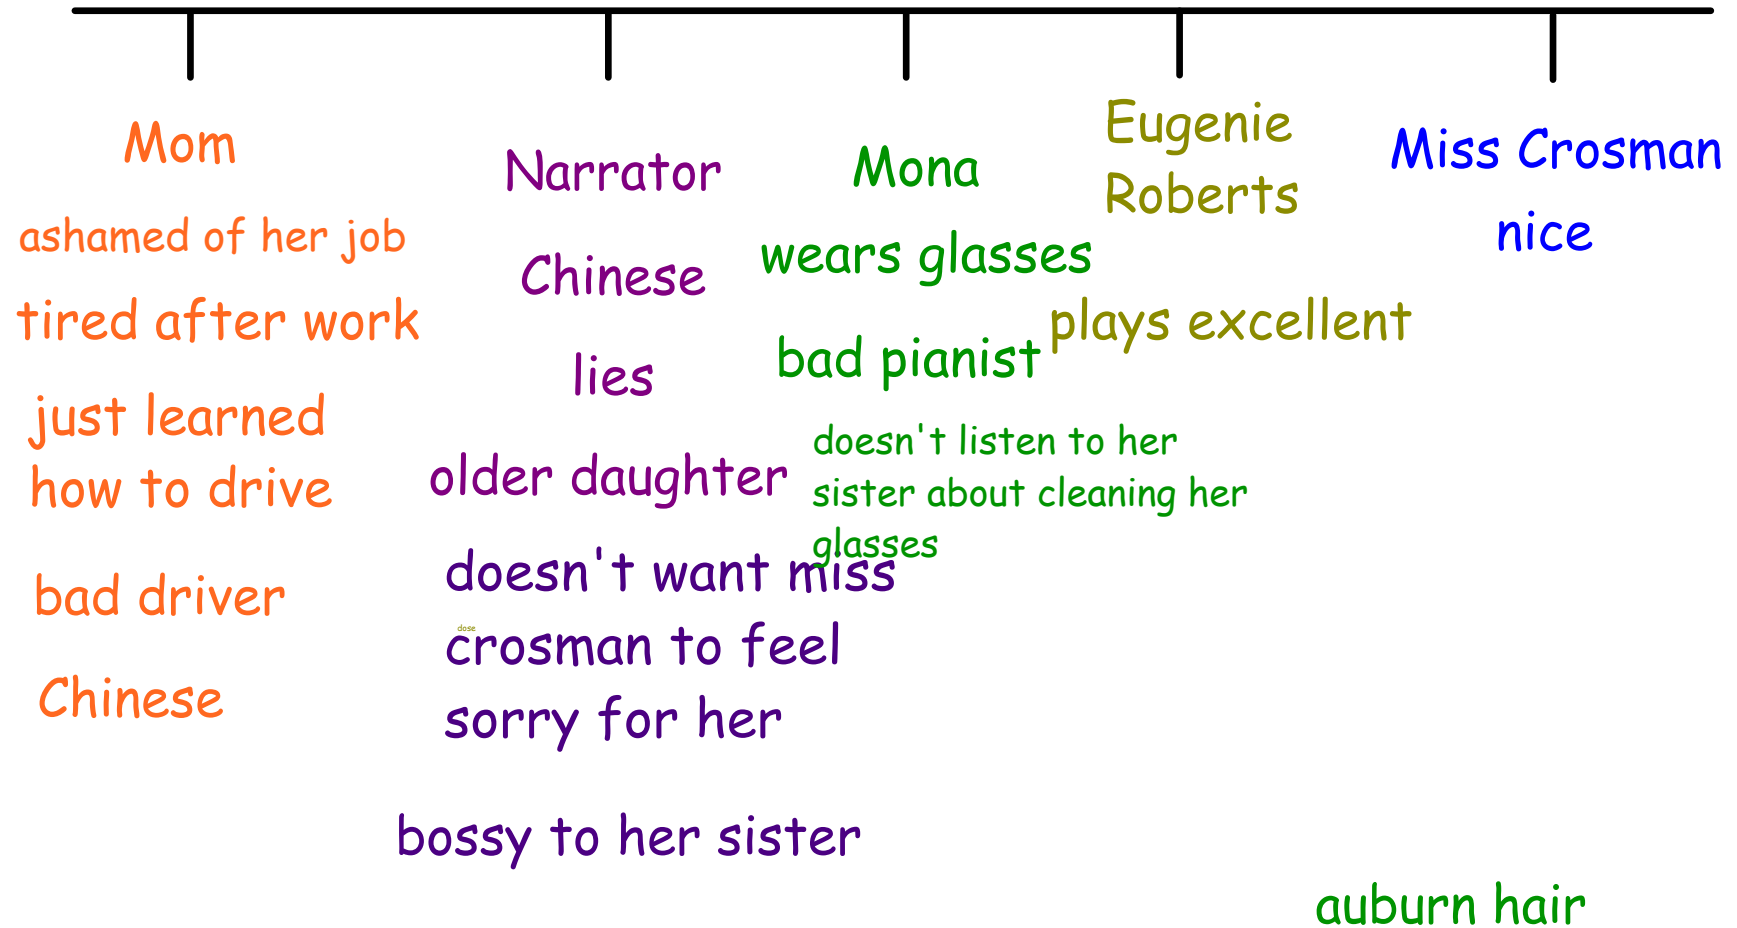 Mom
ashamed of her job
tired after work
just learned
how to drive
bad driver
Chinese
Narrator
Chinese
lies
older daughter
doesn't want miss
crosman to feel
sorry for her
dose
bossy to her sister
Mona
wears glasses
bad pianist
doesn't listen to her
sister about cleaning her
glasses
Eugenie
Roberts
plays excellent
Miss Crosman
nice
auburn hair